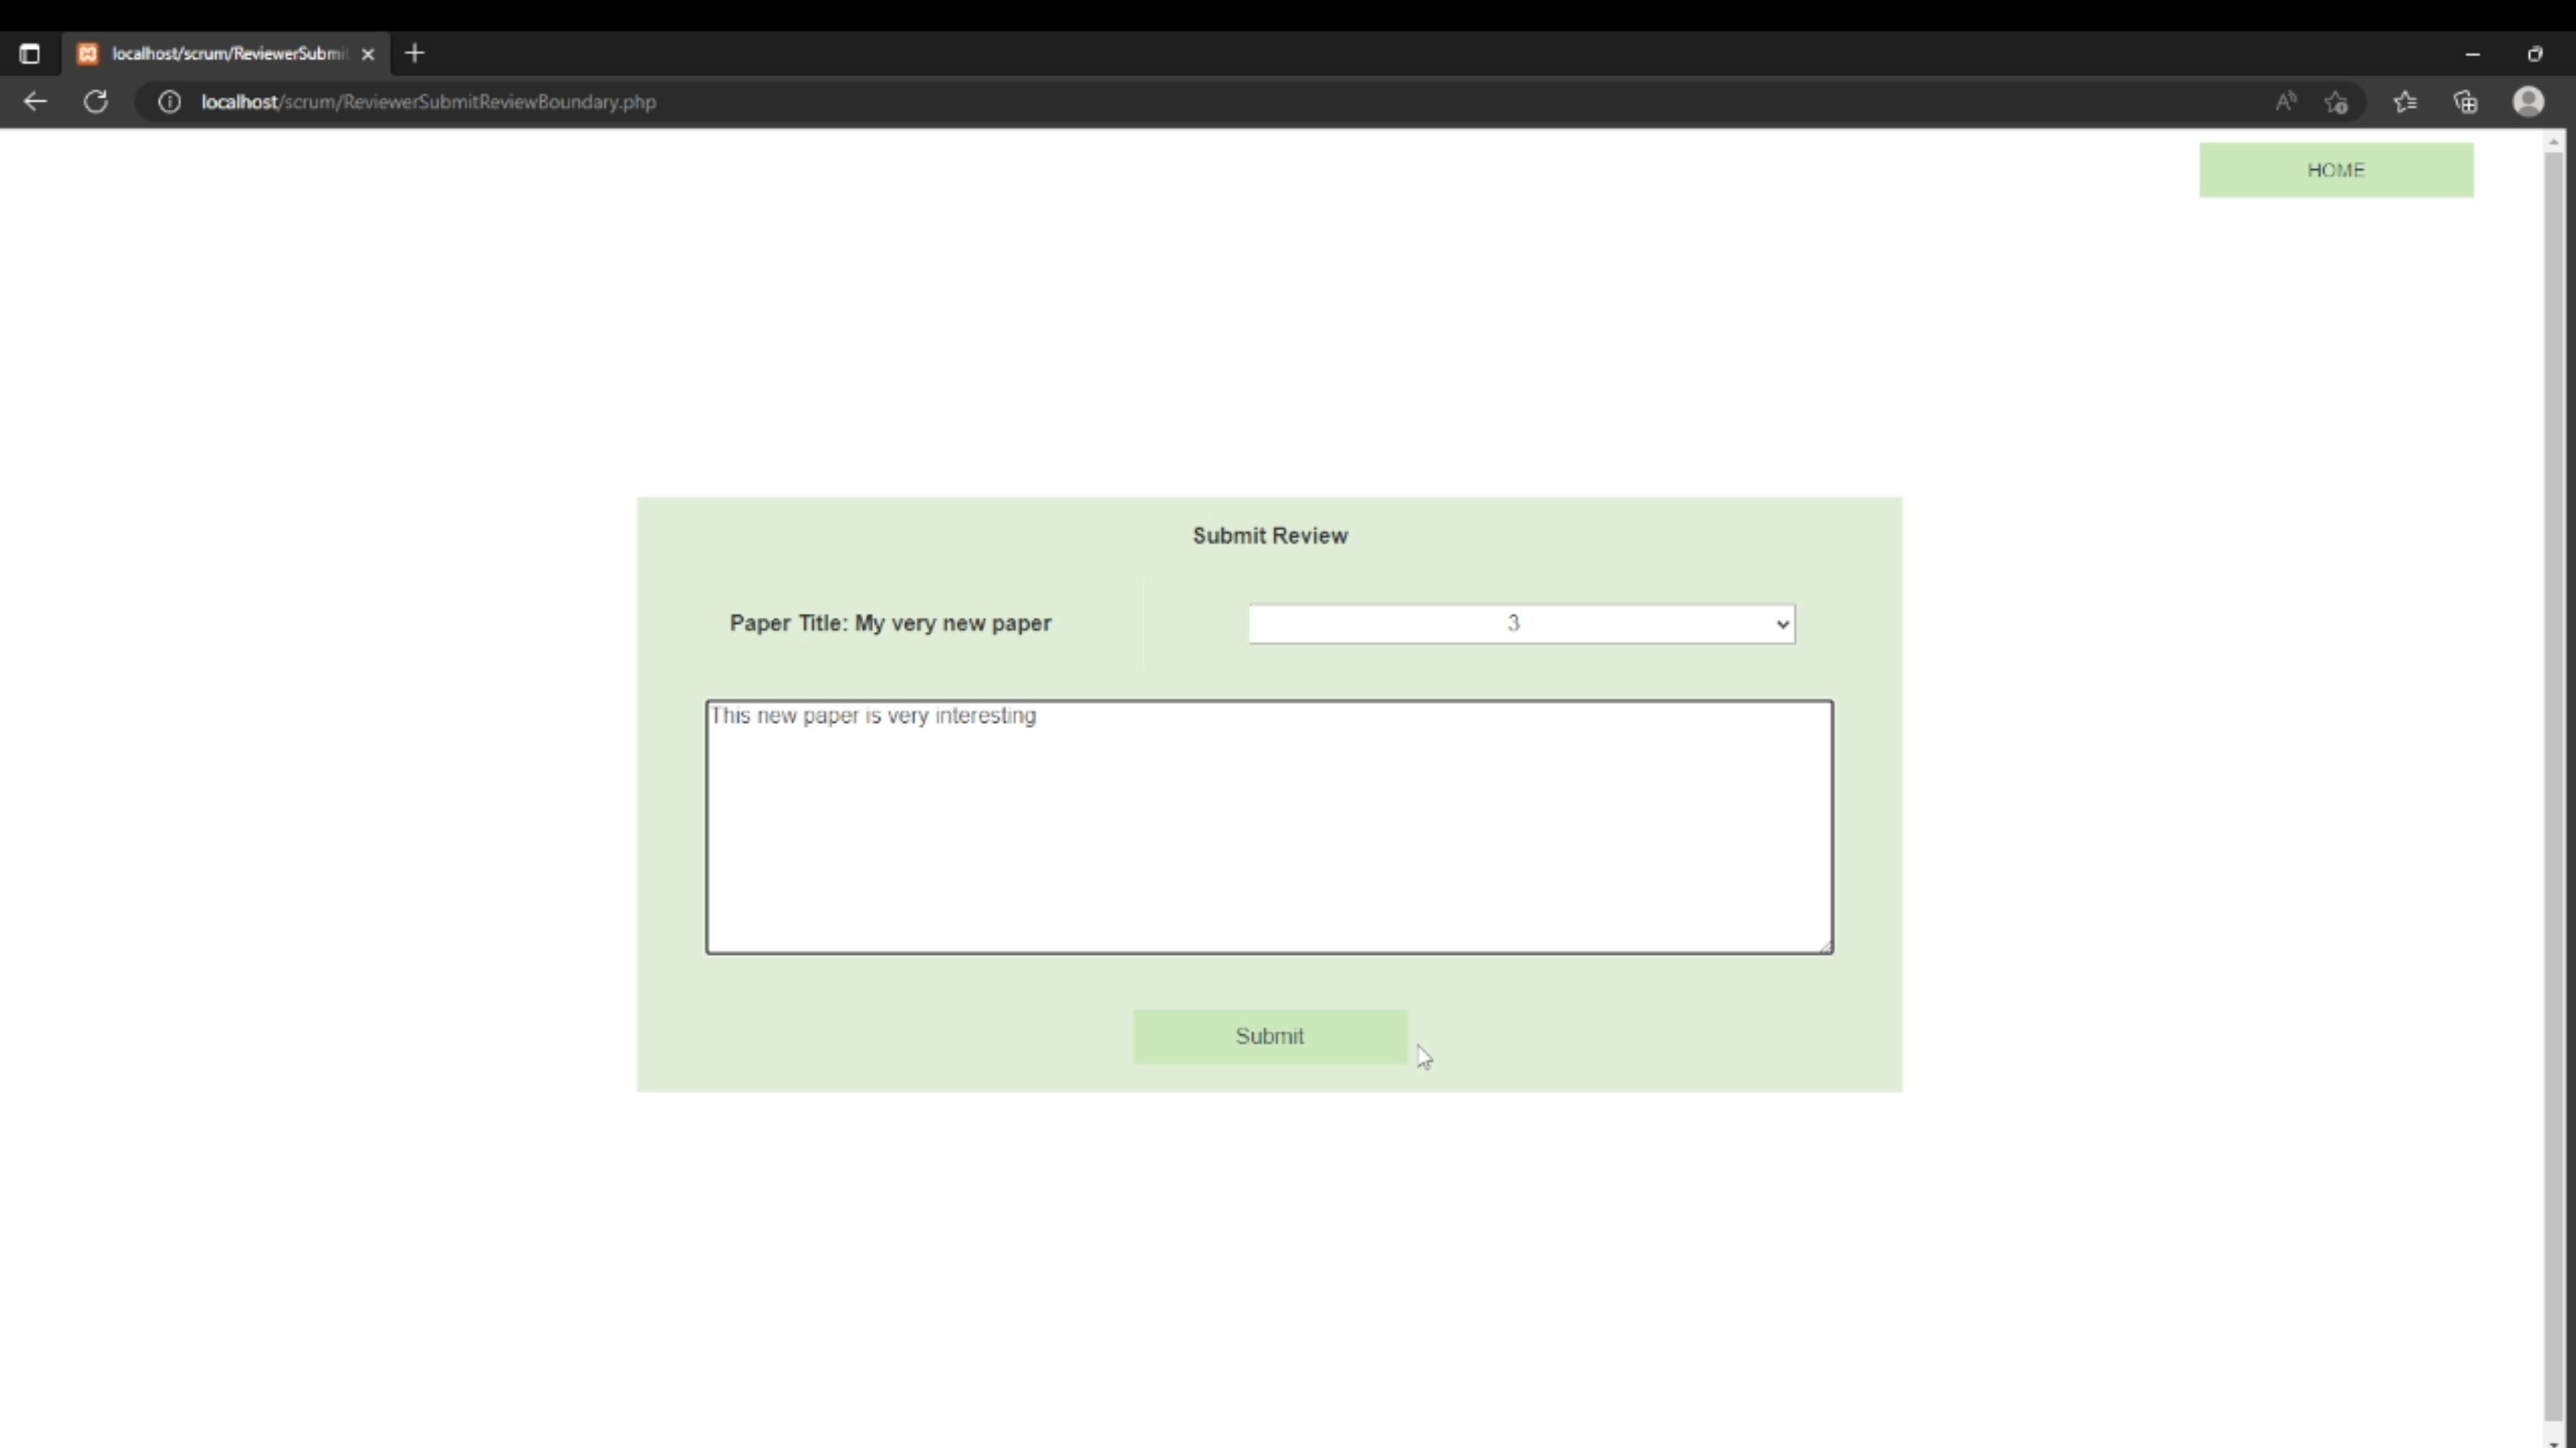 localhost/scrum/ReviewerSubmi
localhost/scrum/ReviewerSubmitReviewBoundary.php
HOME
Submit Review
Paper Title: My very new paper
3
This new paper is very interesting
Submit